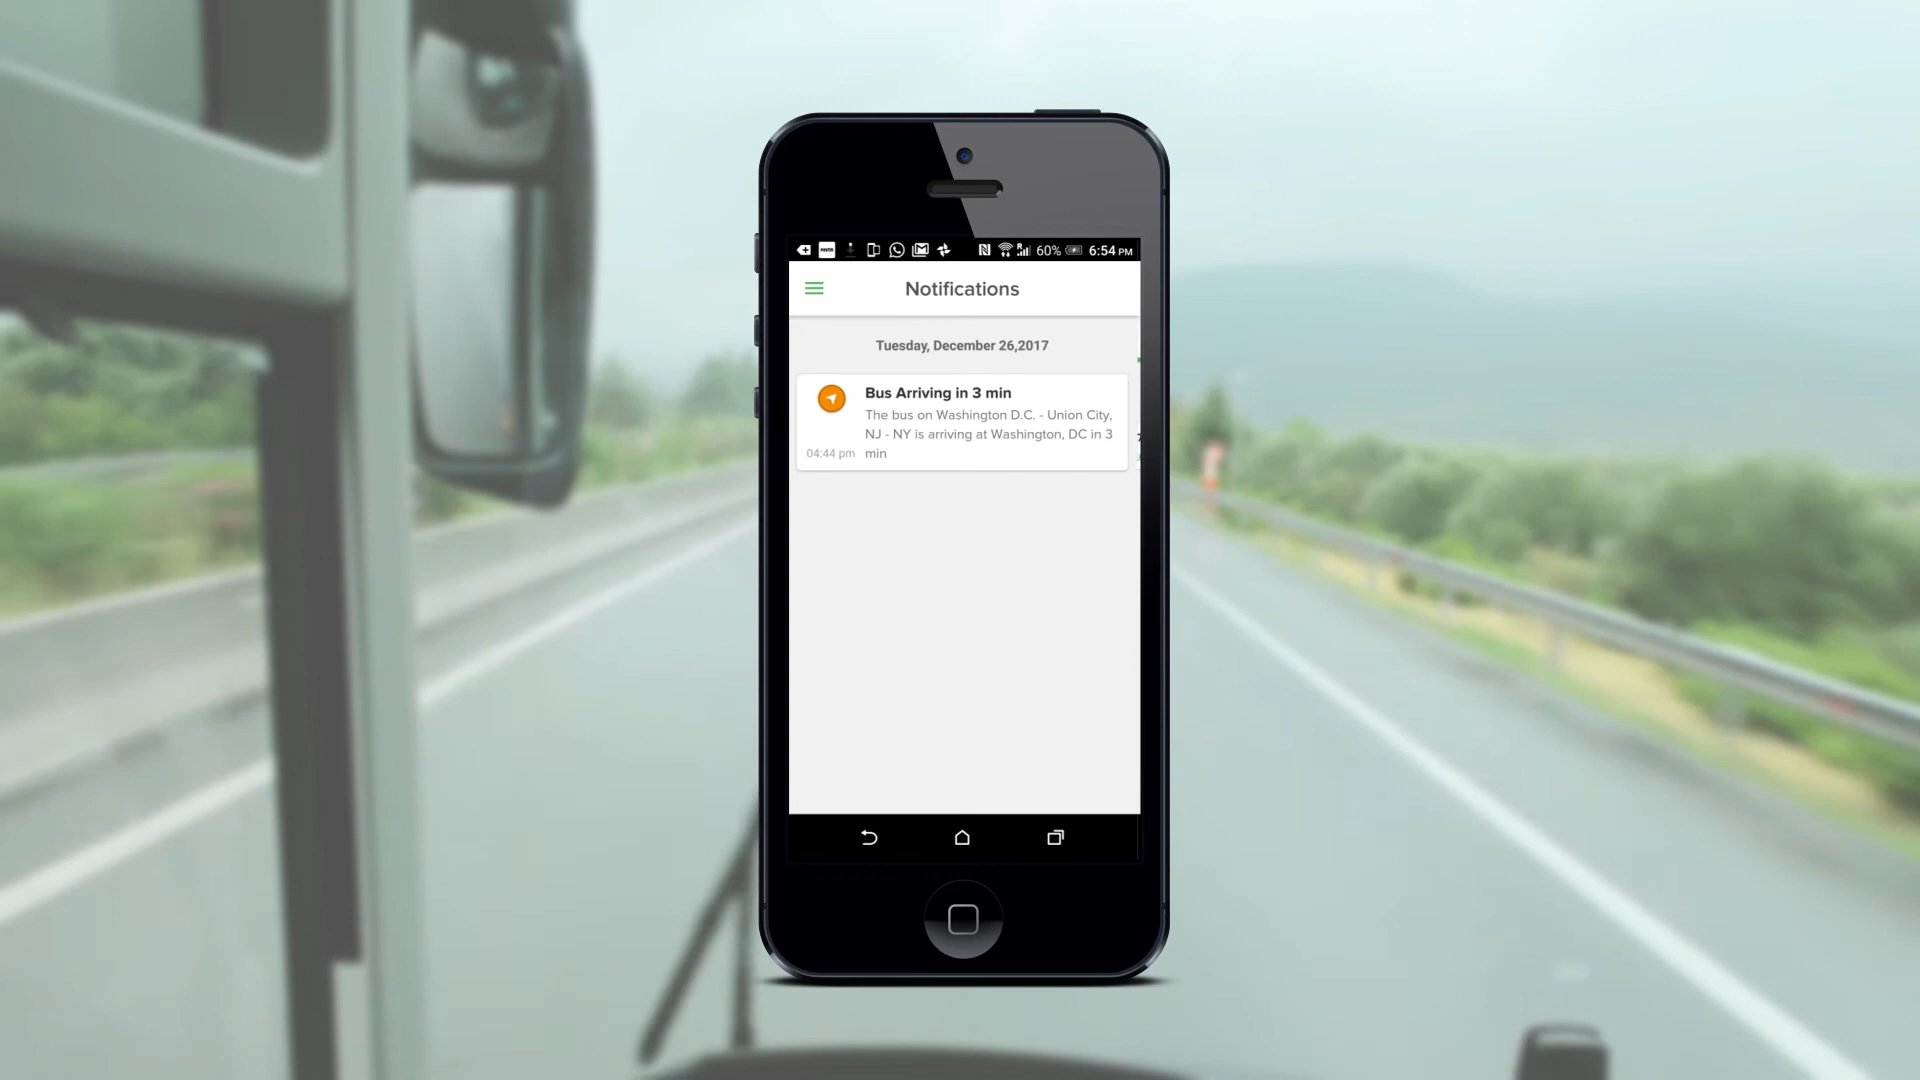 60% 6:54 PM
Notifications
Tuesday, December 26,2017
Bus Arriving in 3 min
The bus on Washington D.C. - Union City,
NJ - NY is arriving at Washington, DC in 3
04:44 pm min